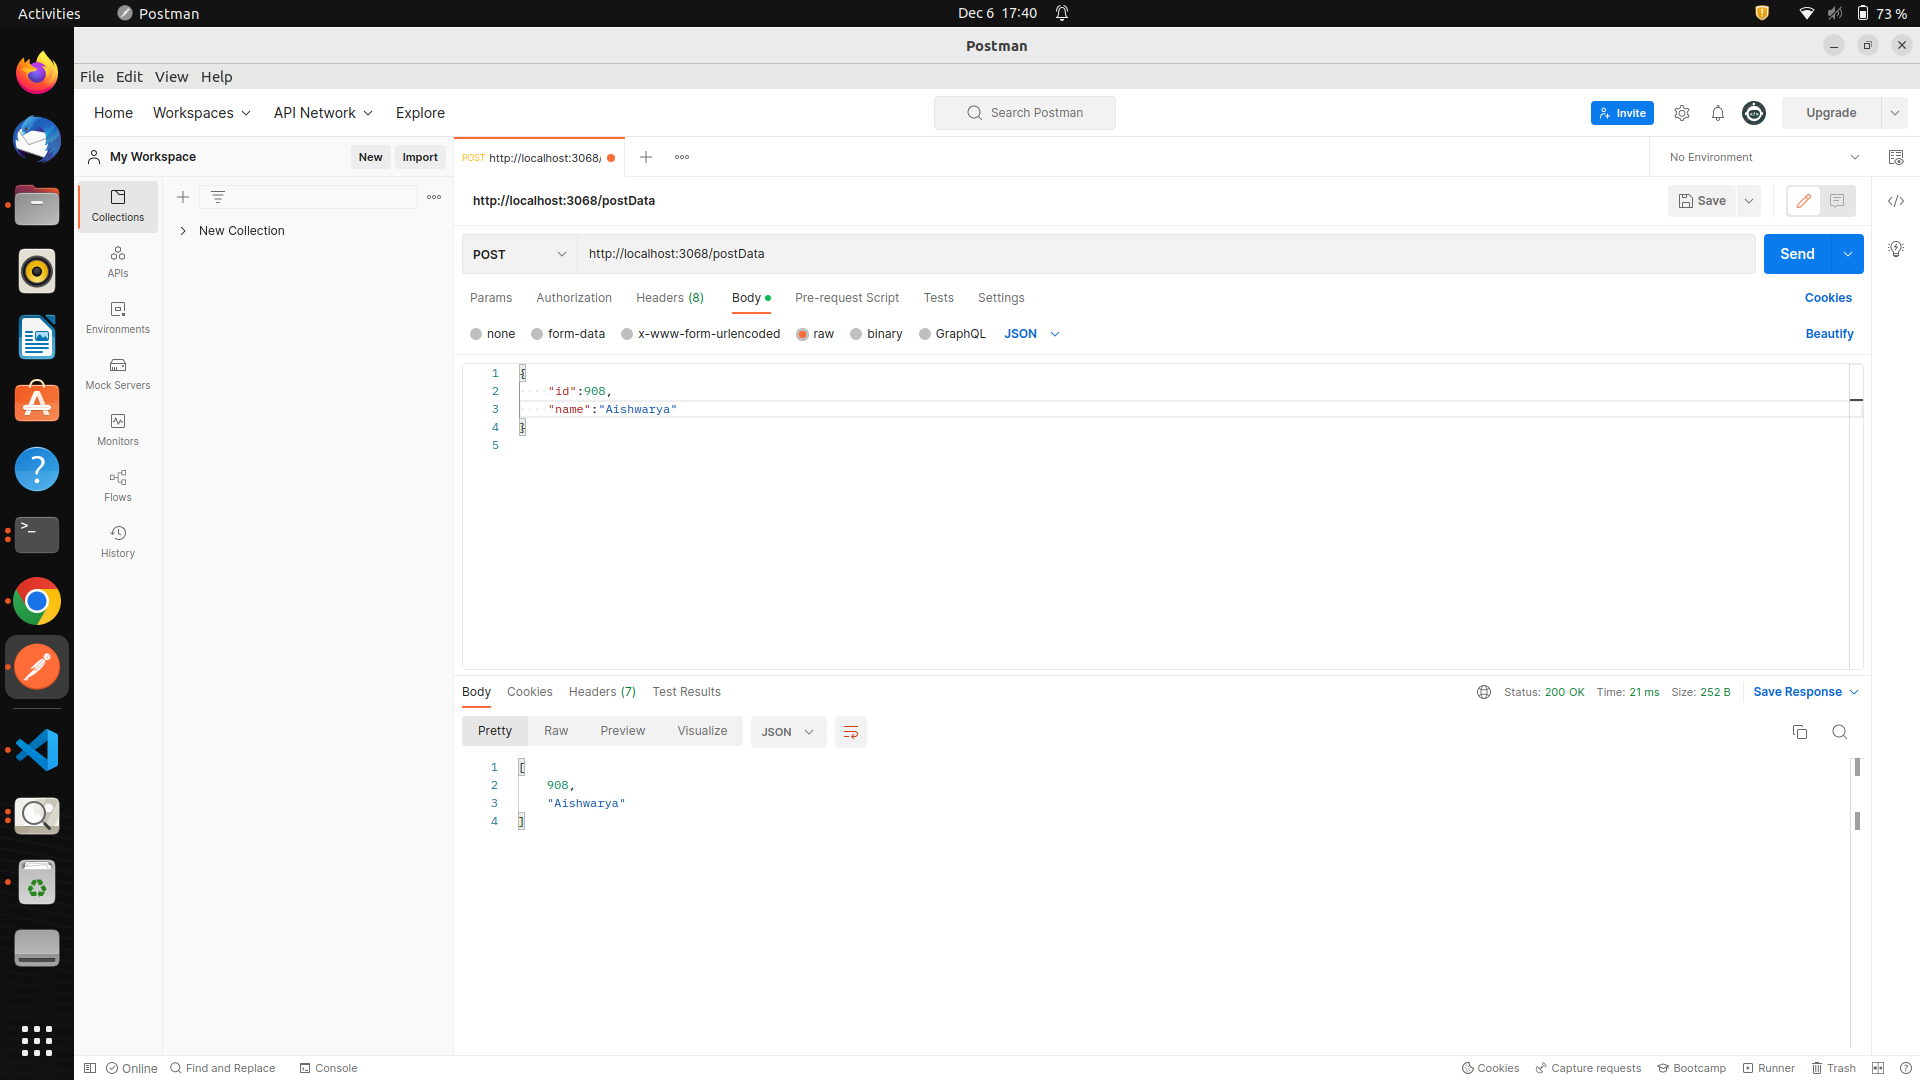 Activities Postman Dec 6 17:40 73 %
Postman
File Edit View Help
Home Workspaces API Network Explore Search Postman Invite Upgrade
My Workspace New Import POST http://localhost:3068/ No Environment
Collections
APIs
Environments
Mock Servers
Monitors
Flows
History
New Collection
http://localhost:3068/postData Save
POST http://localhost:3068/postData Send
Params Authorization Headers (8) Body Pre-request Script Tests Settings Cookies
none form-data x-www-form-urlencoded raw binary GraphQL JSON Beautify
1 {
2 "id":908,
3 "name":"Aishwarya"
4 }
5
Body Cookies Headers (7) Test Results Status: 200 OK Time: 21 ms Size: 252 B Save Response
Pretty Raw Preview Visualize JSON
1 [
2 908,
3 "Aishwarya"
4 ]
Online Find and Replace Console Cookies Capture requests Bootcamp Runner Trash